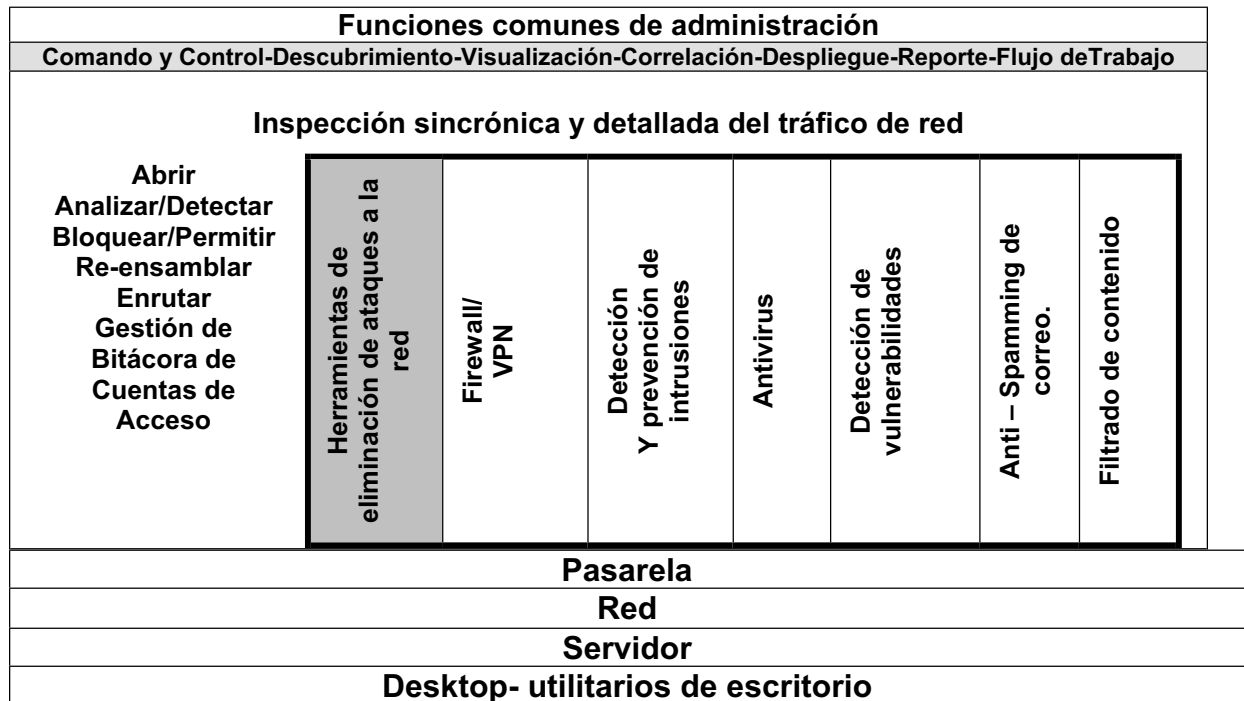 Funciones comunes de administración
Comando y Control-Descubrimiento-Visualización-Correlación-Despliegue-Reporte-Flujo deTrabajo
Inspección sincrónica y detallada del tráfico de red
Abrir
Analizar/Detectar
Bloquear/Permitir
Re-ensamblar
Enrutar
Gestión de
Bitácora de
Cuentas de
Acceso
Herramientas de
eliminación de ataques a la
red
Firewall/
VPN
Detección
Y prevención de
intrusiones
Antivirus
Detección de
vulnerabilidades
Anti – Spamming de
correo.
Filtrado de contenido
Pasarela
Red
Servidor
Desktop- utilitarios de escritorio